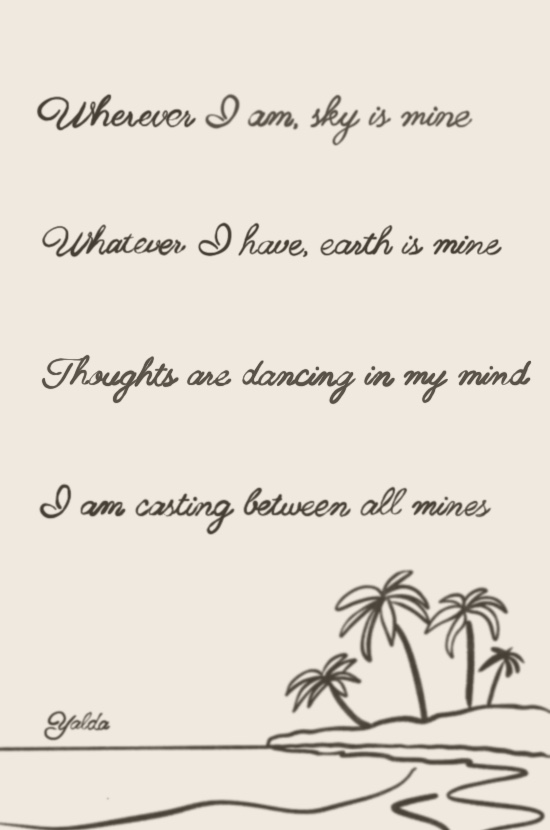 Wherever I am, sky is mine
Whatever I have, earth is mine
Thoughts are dancing in my mind
I am casting between all mines
Yalda